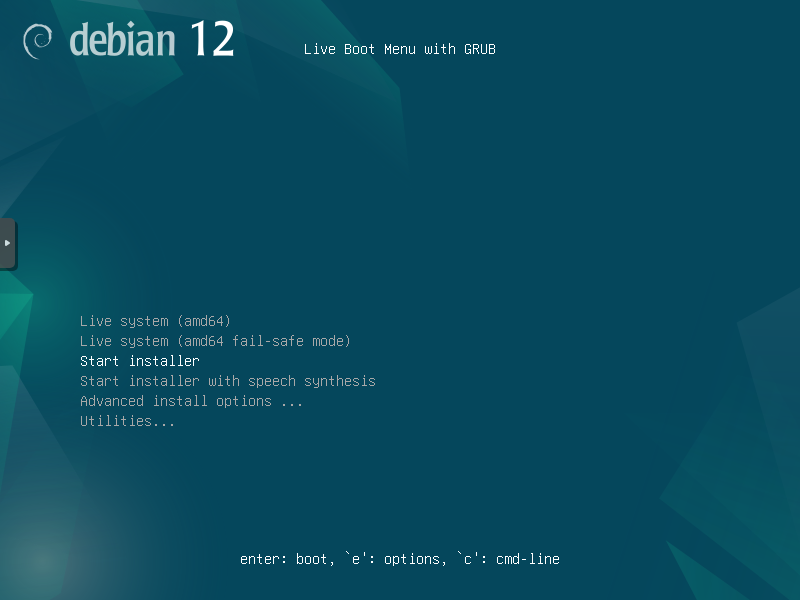 debian 12
Live Boot Menu with GRUB
Live system (amd64)
Live system (amd64 fail-safe mode)
Start installer
Start installer with speech synthesis
Advanced install options ...
Utilities...
enter: boot, `e': options, `c': cmd-line